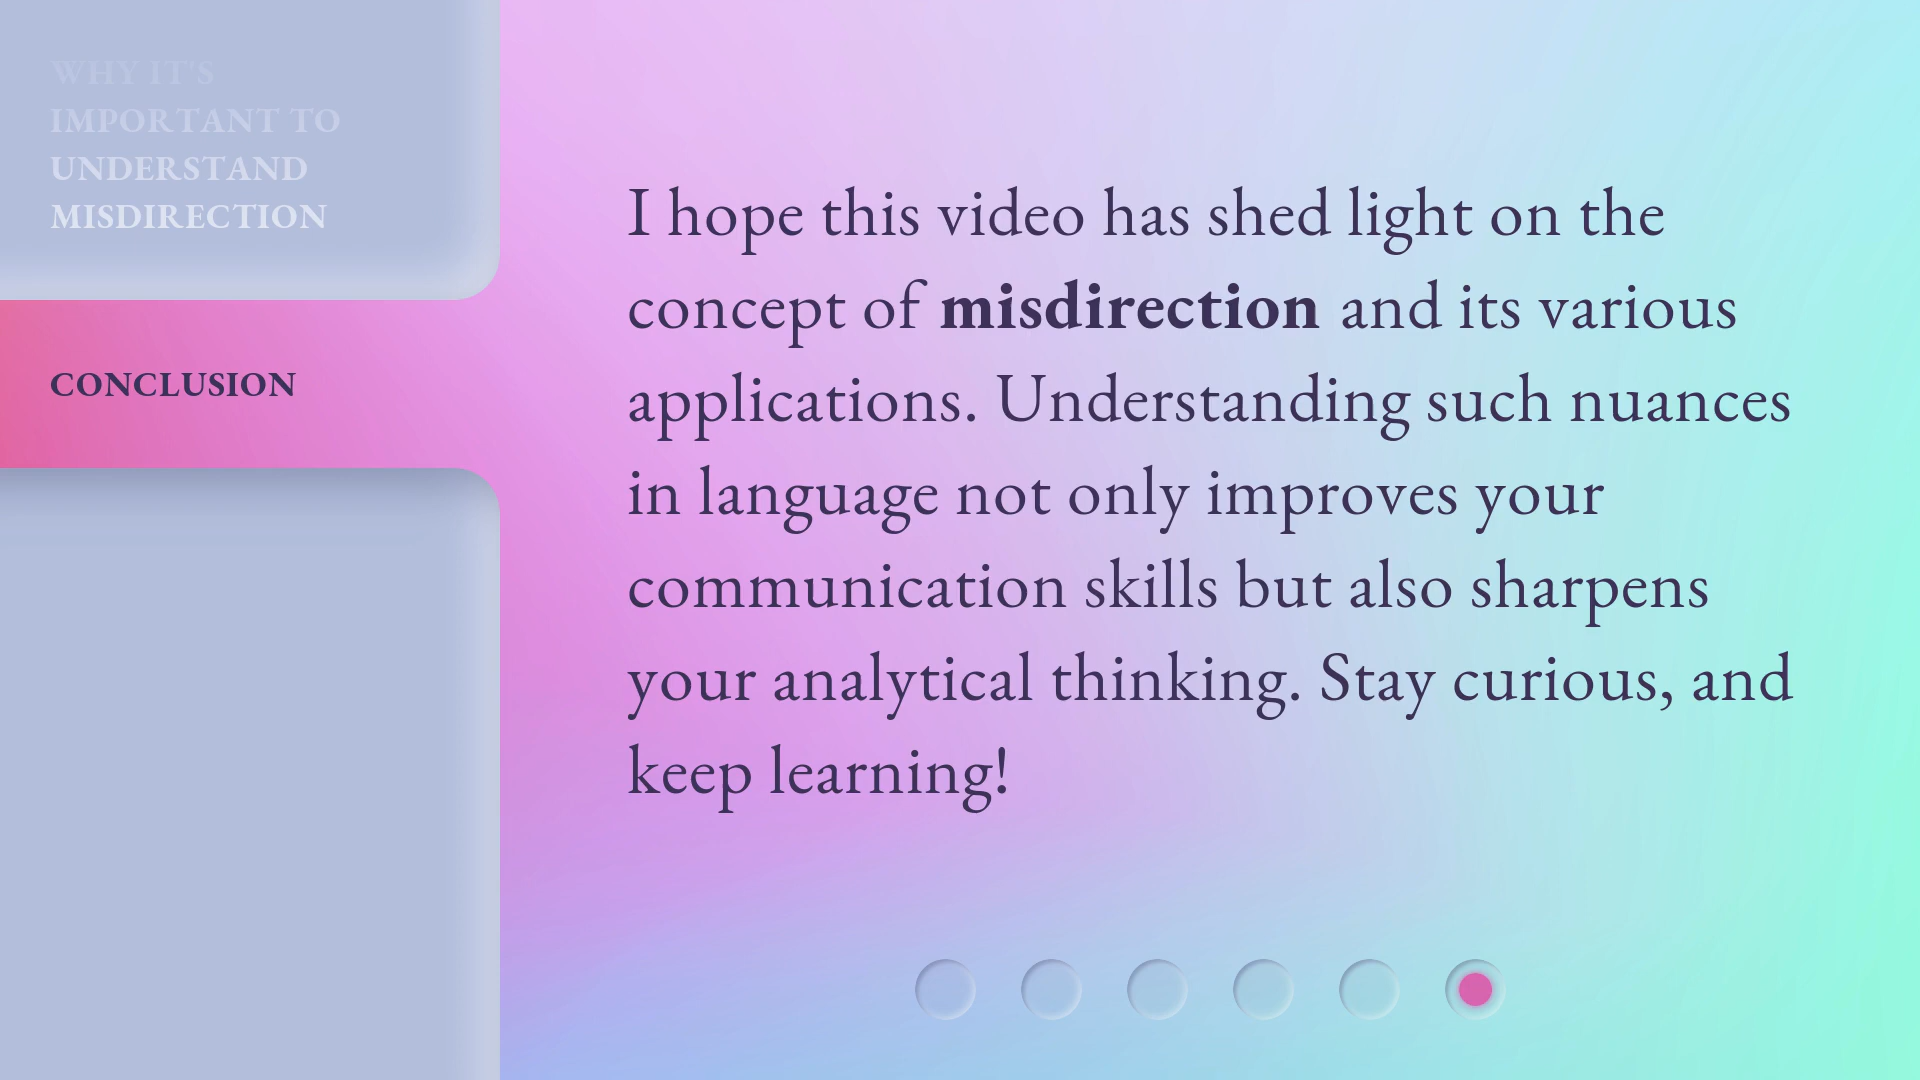 WHY IT'S
IMPORTANT TO
UNDERSTAND
MISDIRECTION
CONCLUSION
I hope this video has shed light on the
concept of misdirection and its various
applications. Understanding such nuances
in language not only improves your
communication skills but also sharpens
your analytical thinking. Stay curious, and
keep learning!